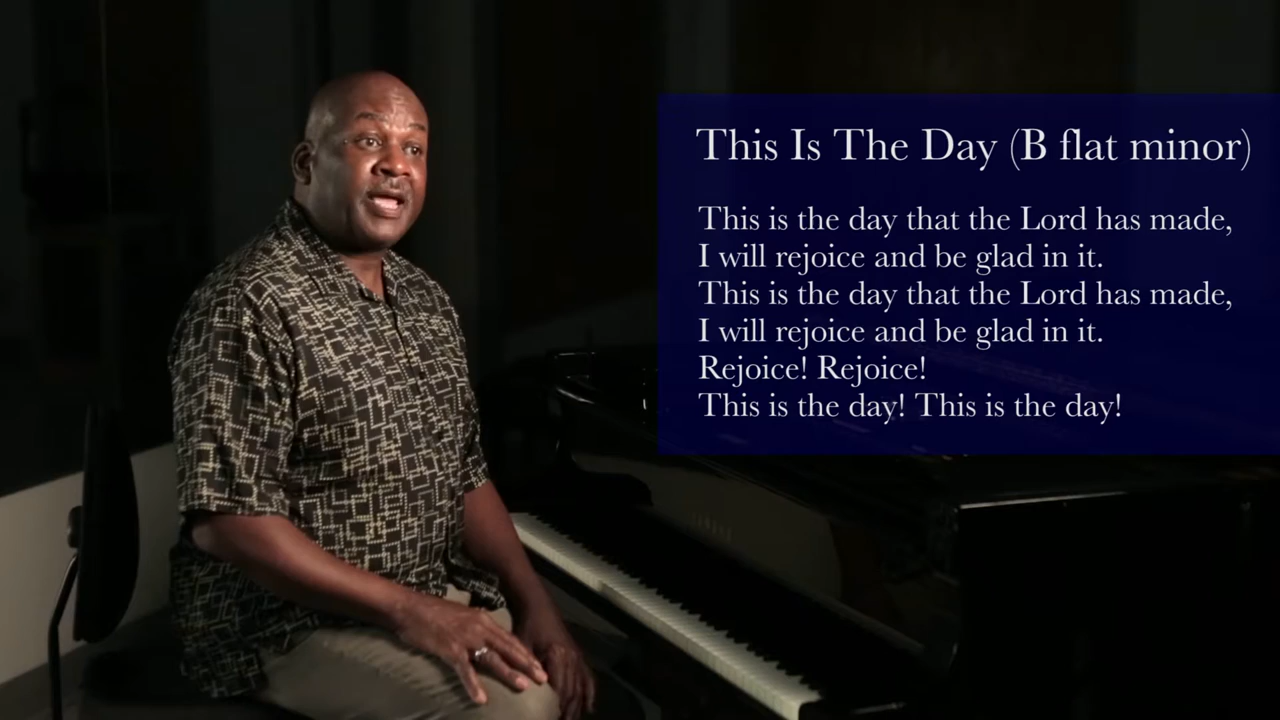 This Is The Day (B flat minor)
This is the day that the Lord has made,
I will rejoice and be glad in it.
This is the day that the Lord has made,
I will rejoice and be glad in it.
Rejoice! Rejoice!
This is the day! This is the day!